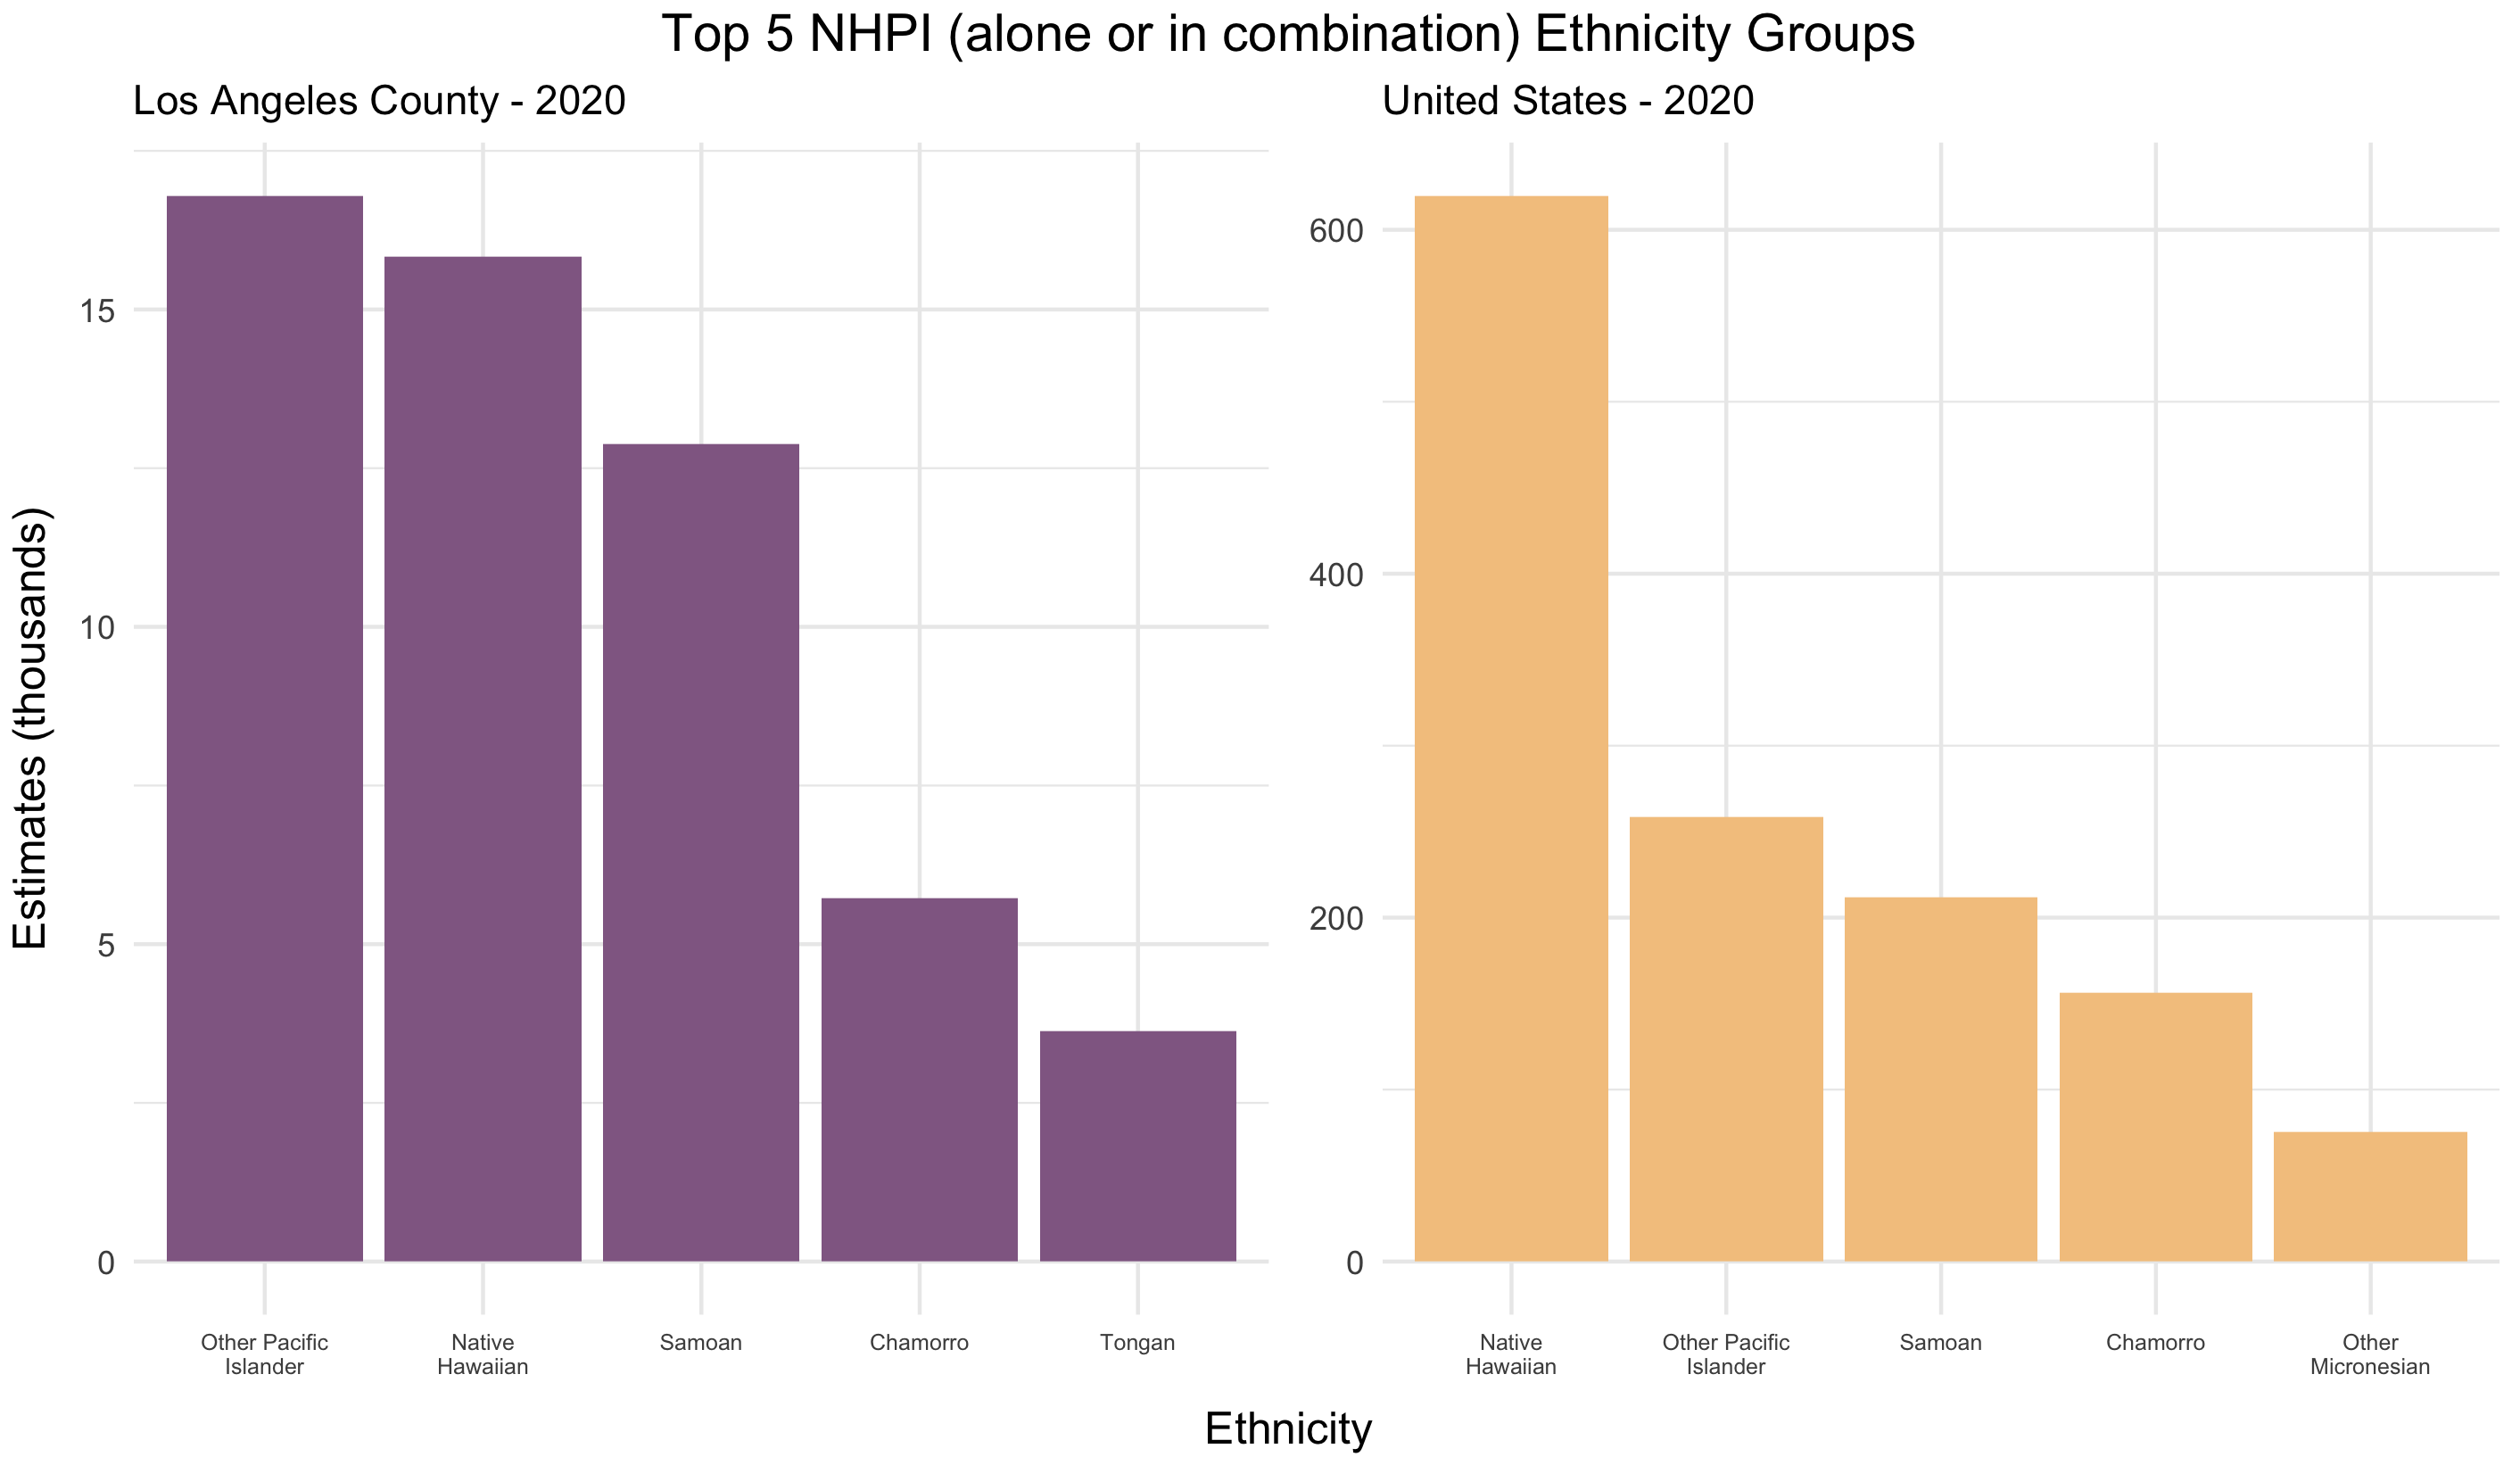 Top 5 NHPI (alone or in combination) Ethnicity Groups
Los Angeles County - 2020
United States - 2020
Estimates (thousands)
15
10
5
0
600
400
200
0
Other Pacific
Islander
Native
Hawaiian
Samoan
Chamorro
Tongan
Native
Hawaiian
Other Pacific
Islander
Samoan
Chamorro
Other
Micronesian
Ethnicity